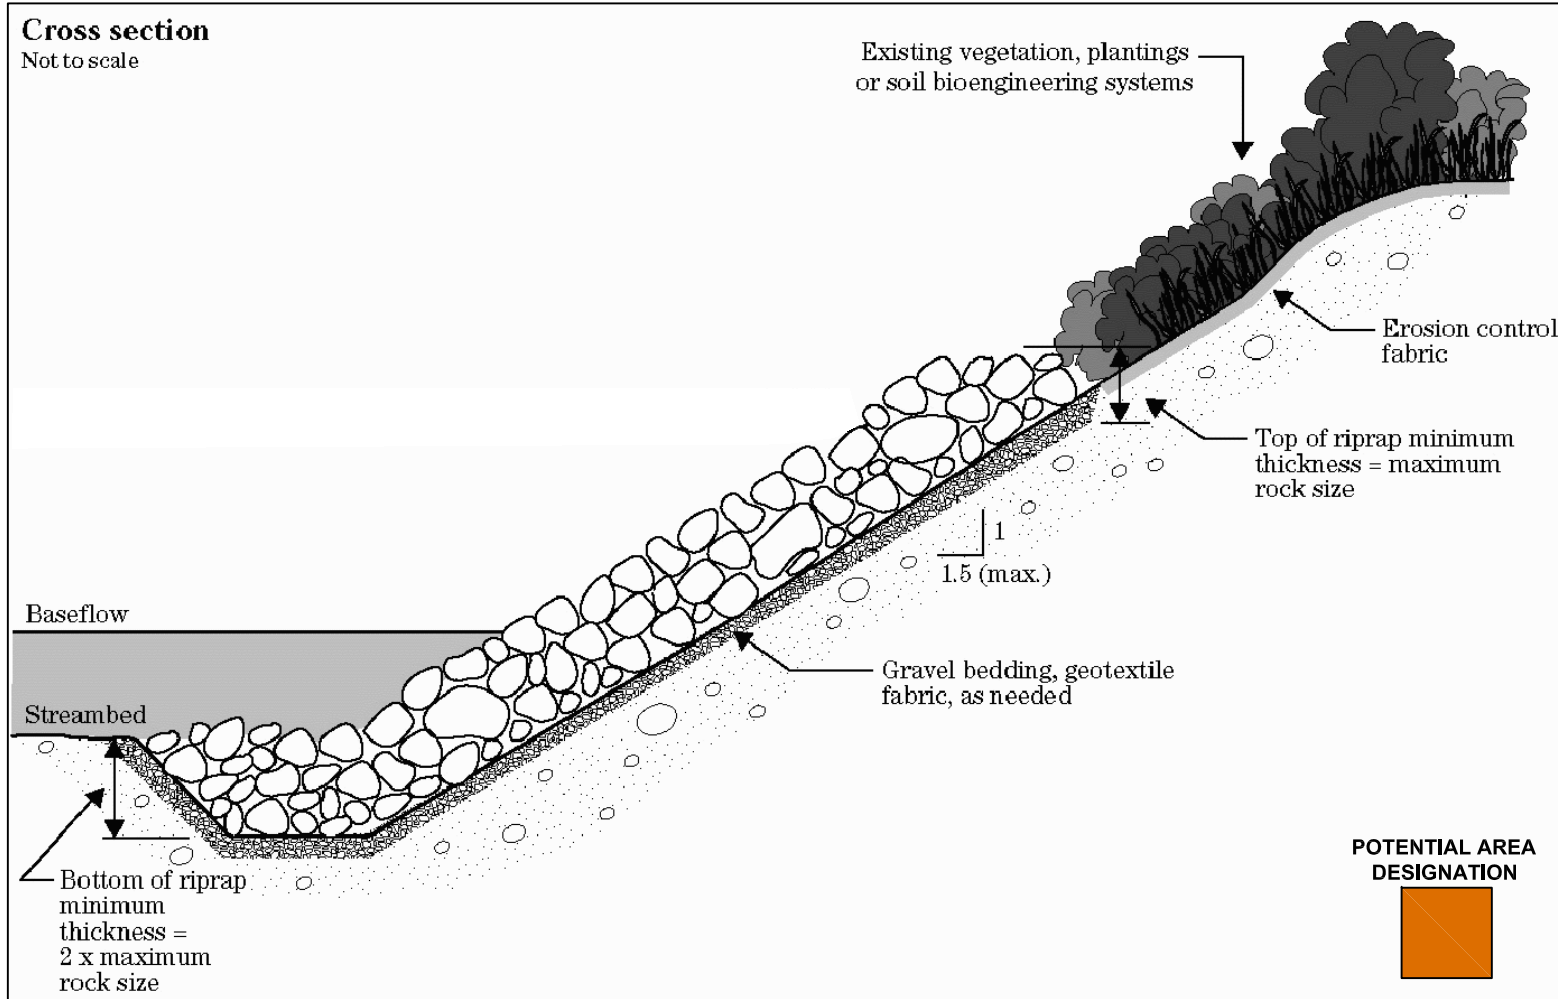 Cross section
Not to scale
Existing vegetation, plantings
or soil bioengineering systems
Erosion control
fabric
Top of riprap minimum
thickness = maximum
rock size
1
1.5 (max.)
Baseflow
Gravel bedding, geotextile
fabric, as needed
Streambed
Bottom of riprap
minimum
thickness =
2 x maximum
rock size
POTENTIAL AREA
DESIGNATION